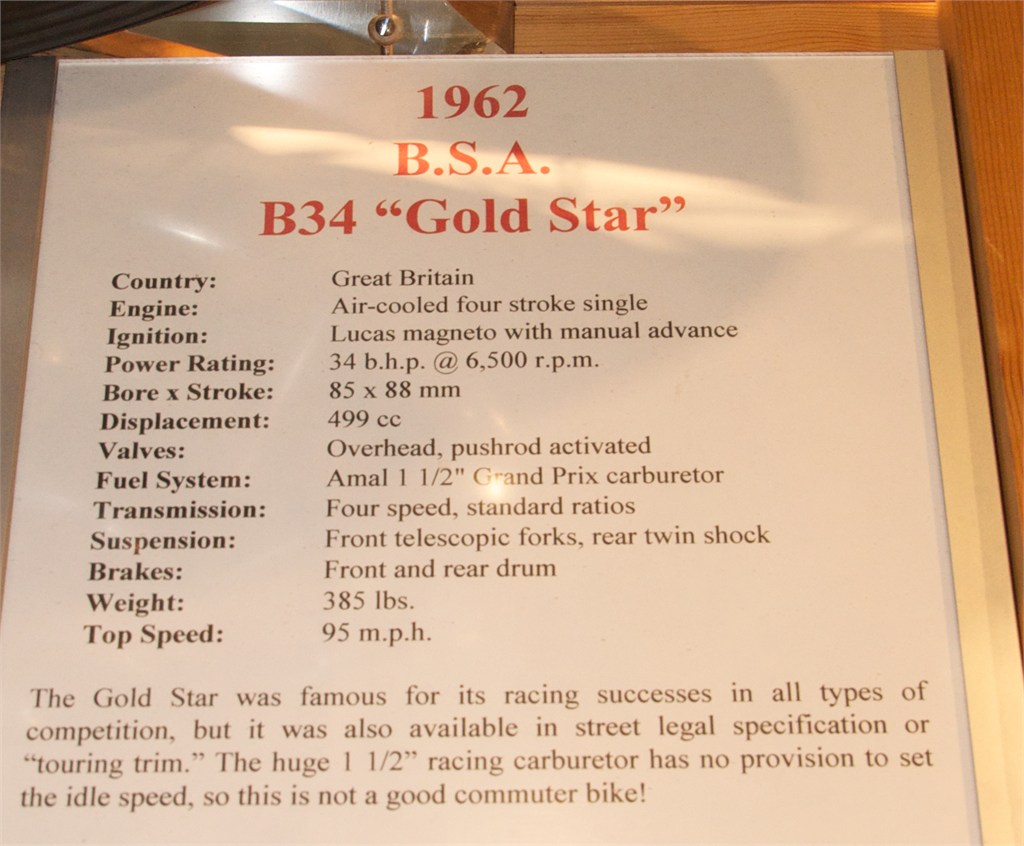 1962
B.S.A.
B34 “Gold Star”
Country: Great Britain
Engine: Air-cooled four stroke single
Ignition: Lucas magneto with manual advance
Power Rating: 34 b.h.p. @ 6,500 r.p.m.
Bore x Stroke: 85 x 88 mm
Displacement: 499 cc
Valves: Overhead, pushrod activated
Fuel System: Amal 1 1/2" Grand Prix carburetor
Transmission: Four speed, standard ratios
Suspension: Front telescopic forks, rear twin shock
Brakes: Front and rear drum
Weight: 385 lbs.
Top Speed: 95 m.p.h.
The Gold Star was famous for its racing successes in all types of
competition, but it was also available in street legal specification or
“touring trim.” The huge 1 1/2” racing carburetor has no provision to set
the idle speed, so this is not a good commuter bike!